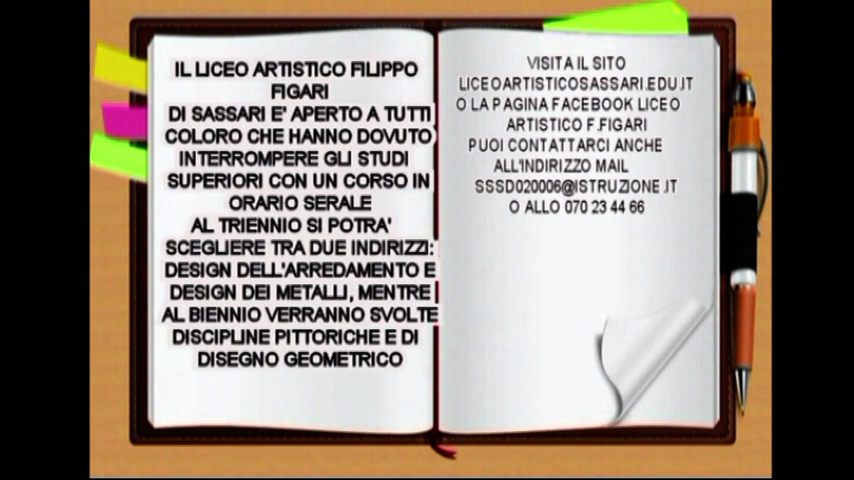 IL LICEO ARTISTICO FILIPPO
FIGARI
DI SASSARI E' APERTO A TUTTI
COLORO CHE HANNO DOVUTO
INTERROMPERE GLI STUDI
SUPERIORI CON UN CORSO IN
ORARIO SERALE
AL TRIENNIO SI POTRA'
SCEGLIERE TRA DUE INDIRIZZI:
DESIGN DELL'ARREDAMENTO E
DESIGN DEI METALLI, MENTRE
AL BIENNIO VERRANNO SVOLTE
DISCIPLINE PITTORICHE E DI
DISEGNO GEOMETRICO
VISITA IL SITO
LICEOARTISTICOSASSARI.EDU.IT
O LA PAGINA FACEBOOK LICEO
ARTISTICO F.FIGARI
PUOI CONTATTARCI ANCHE
ALL'INDIRIZZO MAIL
SSSD020006@ISTRUZIONE.IT
O ALLO 070 23 44 66